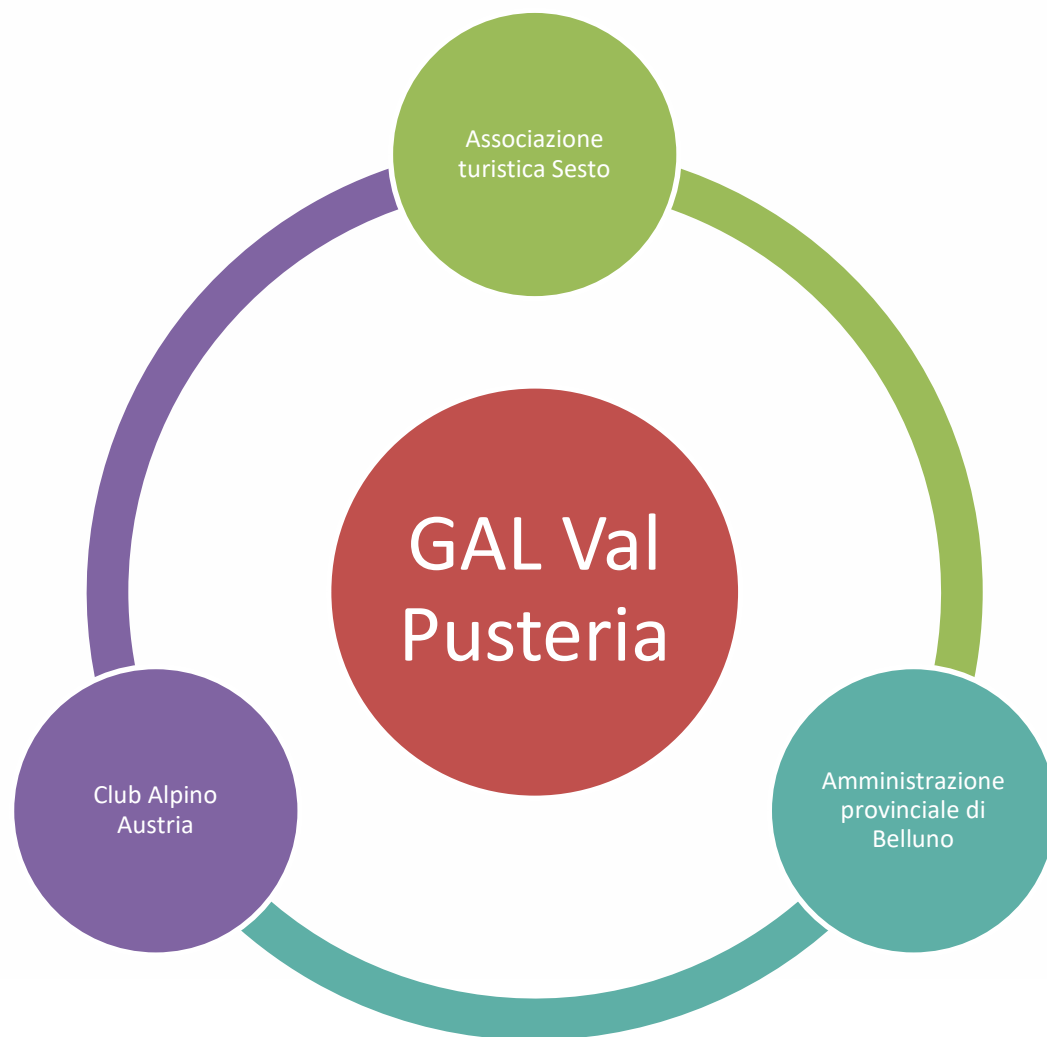 Associazione
turistica Sesto
GAL Val
Pusteria
Club Alpino
Austria
Amministrazione
provinciale di
Belluno